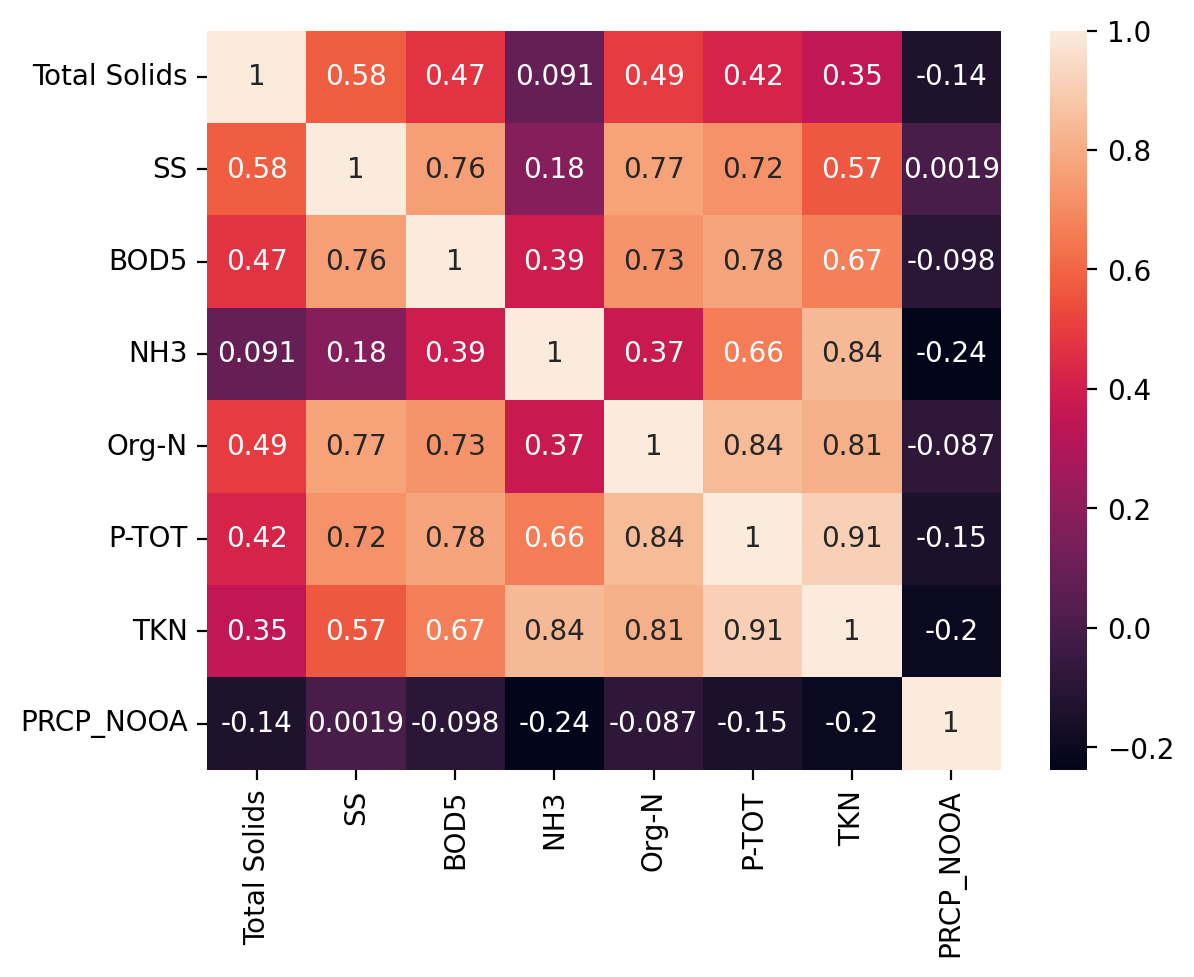 Total Solids 1 0.58 0.47 0.091 0.49 0.42 0.35 -0.14
SS 0.58 1 0.76 0.18 0.77 0.72 0.57 0.0019
BOD5 0.47 0.76 1 0.39 0.73 0.78 0.67 -0.098
NH3 0.091 0.18 0.39 1 0.37 0.66 0.84 -0.24
Org-N 0.49 0.77 0.73 0.37 1 0.84 0.81 -0.087
P-TOT 0.42 0.72 0.78 0.66 0.84 1 0.91 -0.15
TKN 0.35 0.57 0.67 0.84 0.81 0.91 1 -0.2
PRCP_NOOA -0.14 0.0019 -0.098 -0.24 -0.087 -0.15 -0.2 1
Total Solids
SS
BOD5
NH3
Org-N
P-TOT
TKN
PRCP_NOOA
1.0
0.8
0.6
0.4
0.2
0.0
−0.2